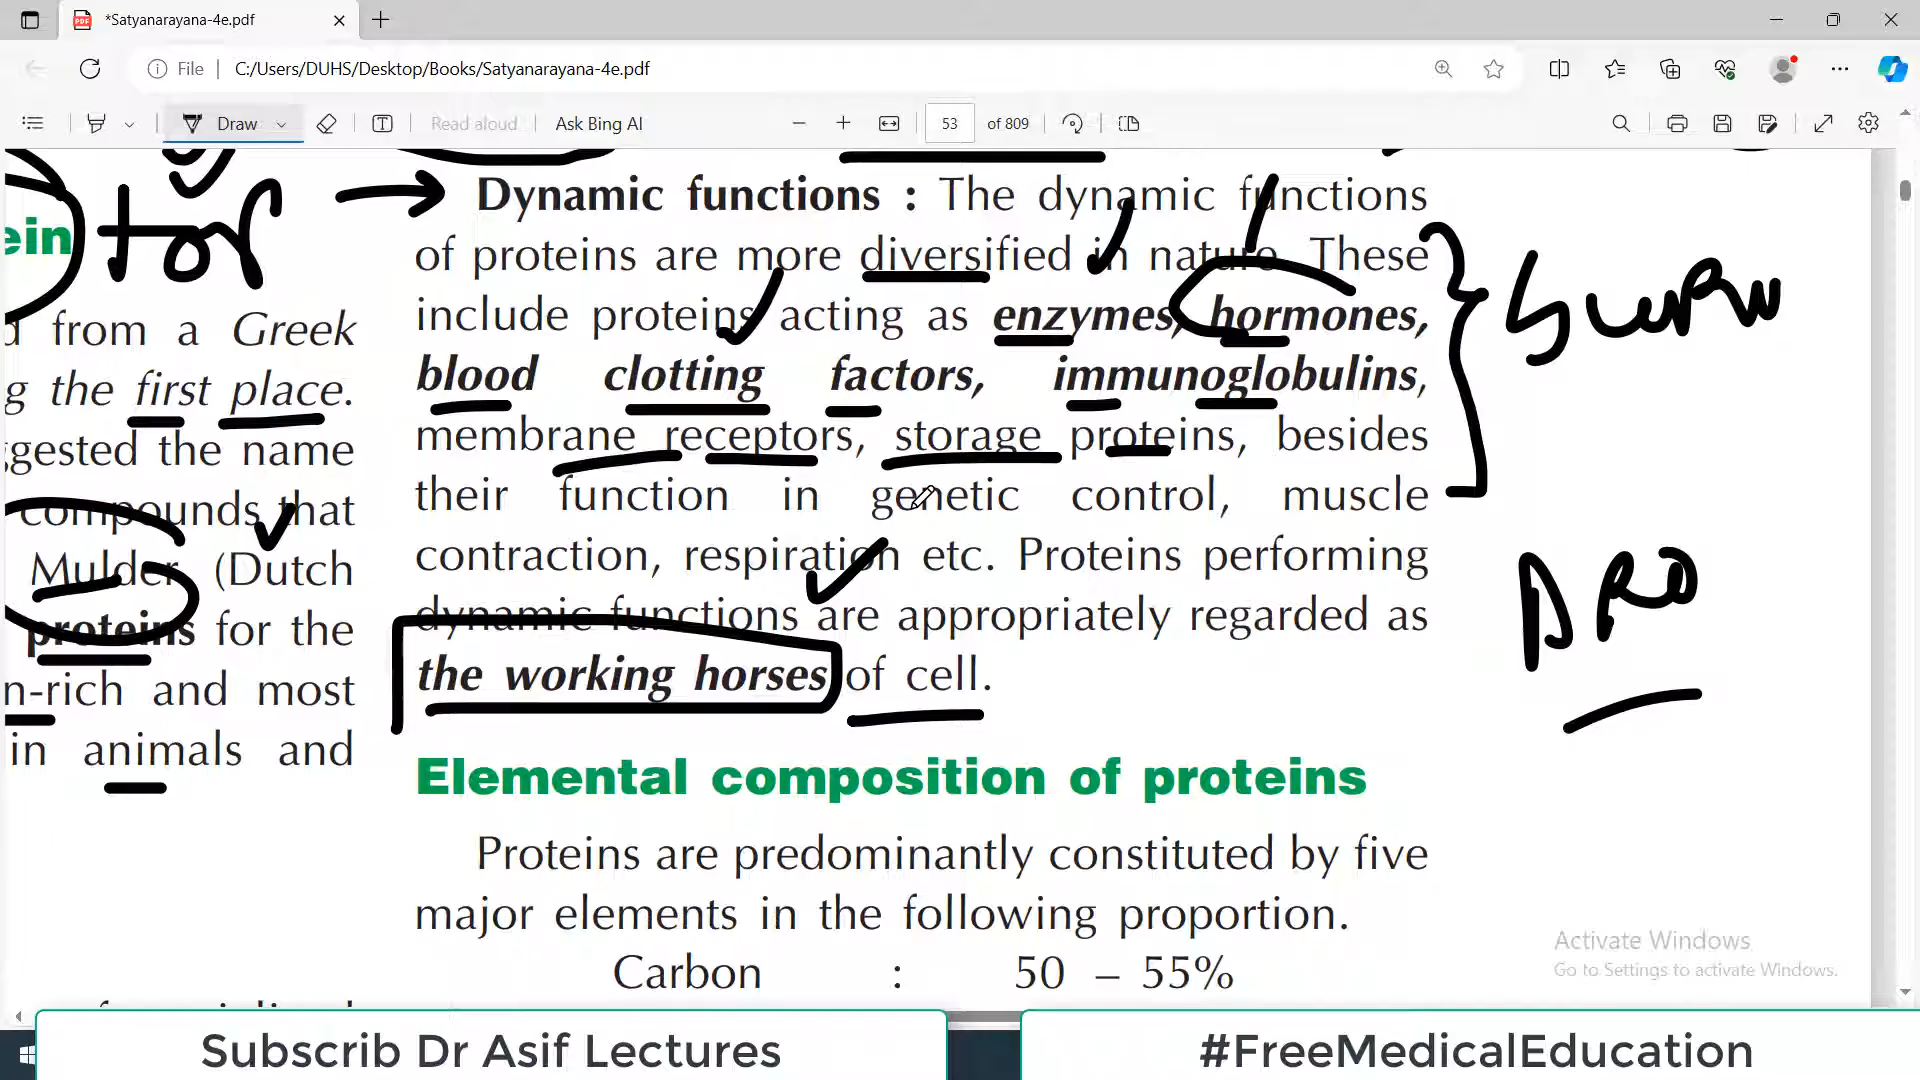 *Satyanarayana-4e.pdf
File C:/Users/DUHS/Desktop/Books/Satyanarayana-4e.pdf
Draw Read aloud Ask Bing AI 53 of 809
ein
tor
d from a Greek
g the first place.
ggested the name
compounds that
Mulder (Dutch
proteins for the
n-rich and most
in animals and
Dynamic functions : The dynamic functions
of proteins are more diversified in nature. These
include proteins acting as enzymes, hormones,
blood clotting factors, immunoglobulins,
membrane receptors, storage proteins, besides
their function in genetic control, muscle
contraction, respiration etc. Proteins performing
dynamic functions are appropriately regarded as
the working horses of cell.
Elemental composition of proteins
Proteins are predominantly constituted by five
major elements in the following proportion.
Carbon : 50 – 55%
Activate Windows
Go to Settings to activate Windows.
Subscrib Dr Asif Lectures
#FreeMedicalEducation